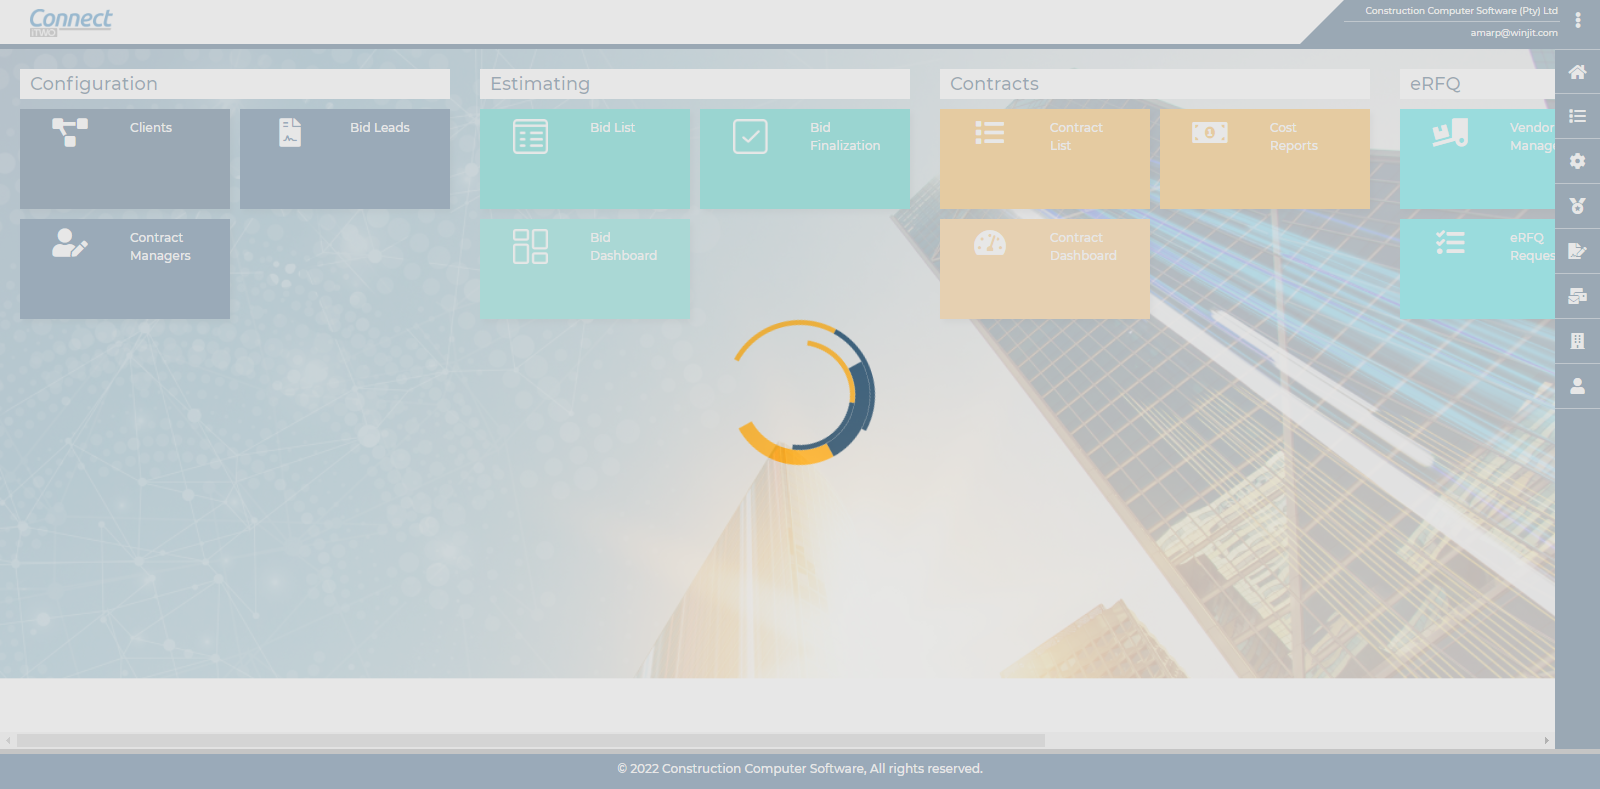 Connect
iTWO
Construction Computer Software (Pty) Ltd
amarp@winjit.com
Configuration
Clients
Bid Leads
Contract
Managers
Estimating
Bid List
Bid
Finalization
Bid
Dashboard
Contracts
Contract
List
Cost
Reports
Contract
Dashboard
eRFQ
Vendor
Manage
eRFQ
Reques
© 2022 Construction Computer Software, All rights reserved.